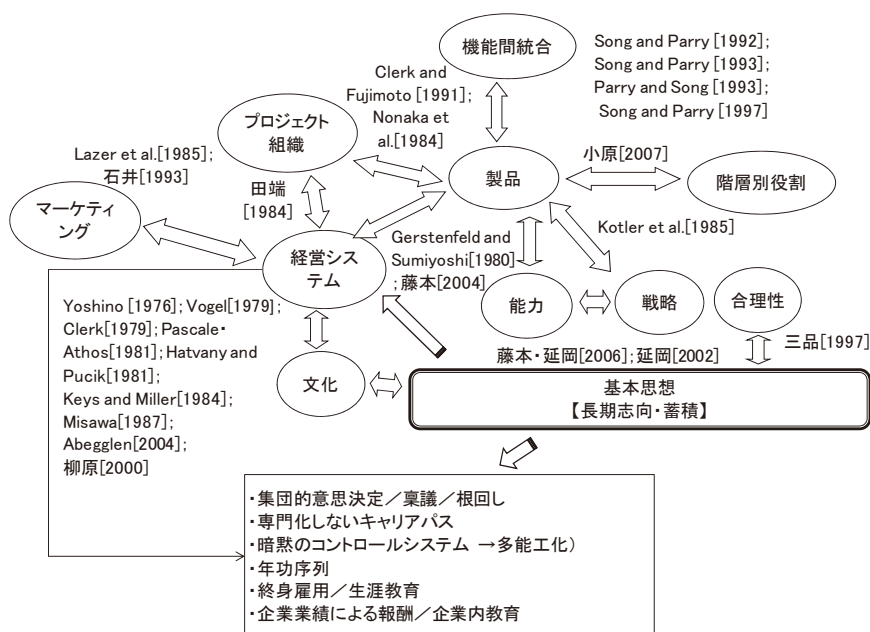 機能間統合
Song and Parry [1992];
Song and Parry [1993];
Parry and Song [1993];
Song and Parry [1997]
Clerk and
Fujimoto [1991];
Nonaka et
al.[1984]
プロジェクト
組織
Lazer et al.[1985];
石井[1993]
田端
[1984]
製品
小原[2007]
階層別役割
マーケティ
ング
経営シス
テム
Gerstenfeld and
Sumiyoshi[1980]
;藤本[2004]
Kotler et al.[1985]
能力
戦略
合理性
Yoshino [1976]; Vogel[1979];
Clerk[1979]; Pascale・
Athos[1981]; Hatvany and
Pucik[1981];
Keys and Miller[1984];
Misawa[1987];
Abegglen[2004];
柳原[2000]
文化
藤本・延岡[2006];延岡[2002]
三品[1997]
基本思想
【長期志向・蓄積】
・集団的意思決定/稟議/根回し
・専門化しないキャリアパス
・暗黙のコントロールシステム →多能工化)
・年功序列
・終身雇用/生涯教育
・企業業績による報酬/企業内教育